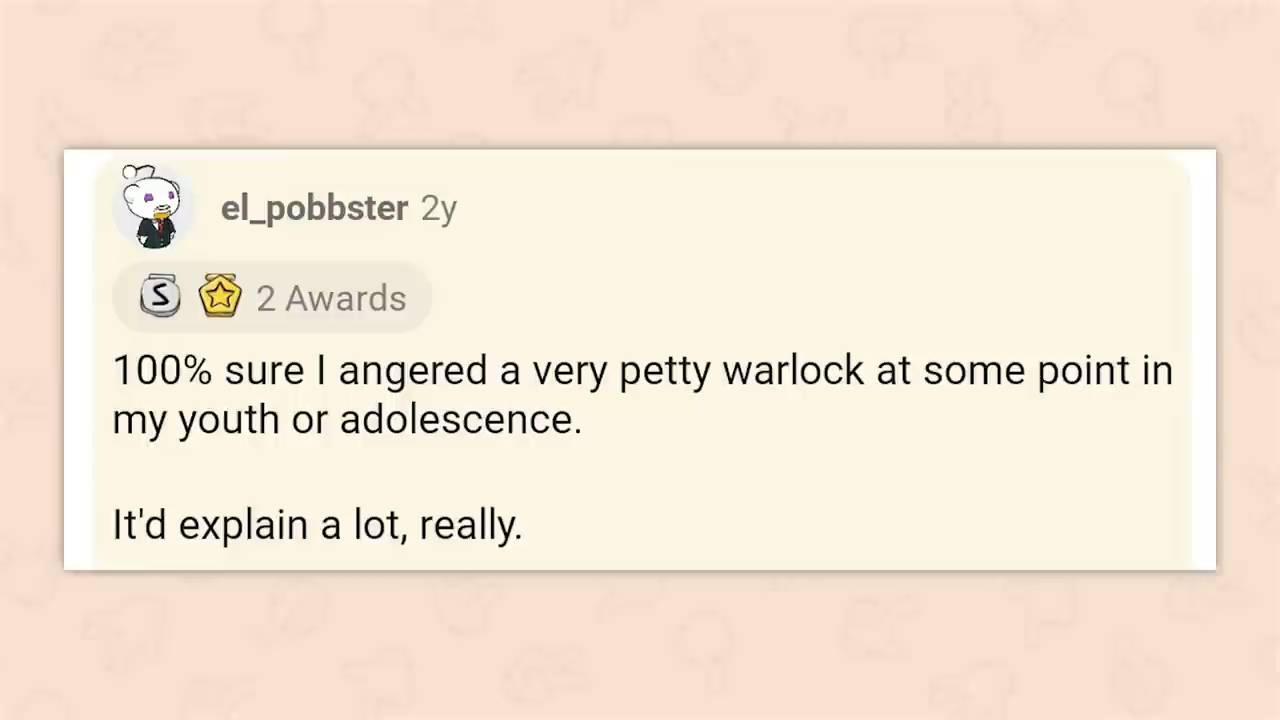 el_pobbster 2y
S 2 Awards
100% sure I angered a very petty warlock at some point in
my youth or adolescence.
It'd explain a lot, really.